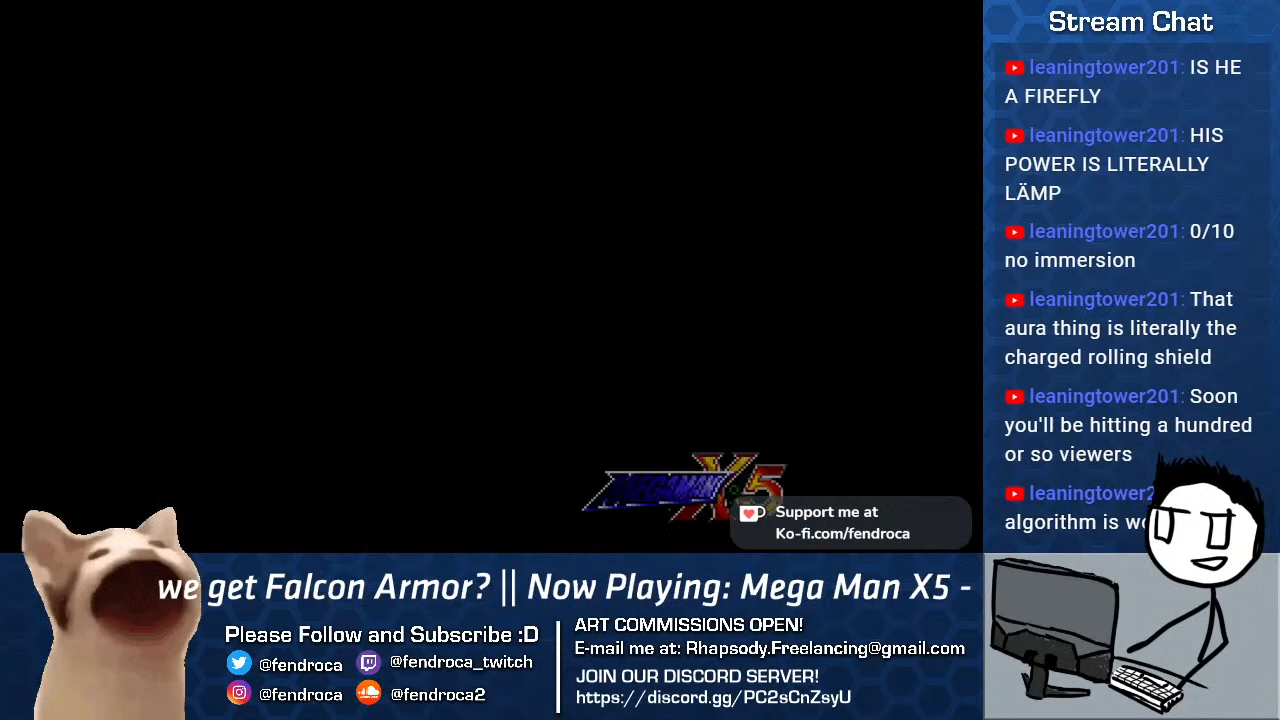 Stream Chat
leaningtower201: IS HE
A FIREFLY
leaningtower201: HIS
POWER IS LITERALLY
LÄMP
leaningtower201: 0/10
no immersion
leaningtower201: That
aura thing is literally the
charged rolling shield
leaningtower201: Soon
you'll be hitting a hundred
or so viewers
leaningtower2
algorithm is
MEGAMAN X5
Support me at
Ko-fi.com/fendroca
we get Falcon Armor? || Now Playing: Mega Man X5 -
Please Follow and Subscribe :D
@fendroca @fendroca_twitch
@fendroca @fendroca2
ART COMMISSIONS OPEN!
E-mail me at: Rhapsody.Freelancing@gmail.com
JOIN OUR DISCORD SERVER!
https://discord.gg/PC2sCnZsyU